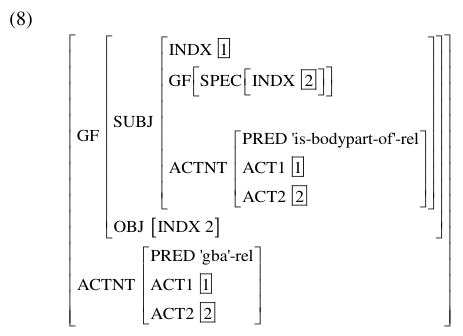 (8)
INDX 1
GF[SPEC[INDX 2]]
GF SUBJ
PRED 'is-bodypart-of'-rel
ACTNT ACT1 1
ACT2 2
OBJ [INDX 2]
PRED 'gba'-rel
ACTNT ACT1 1
ACT2 2